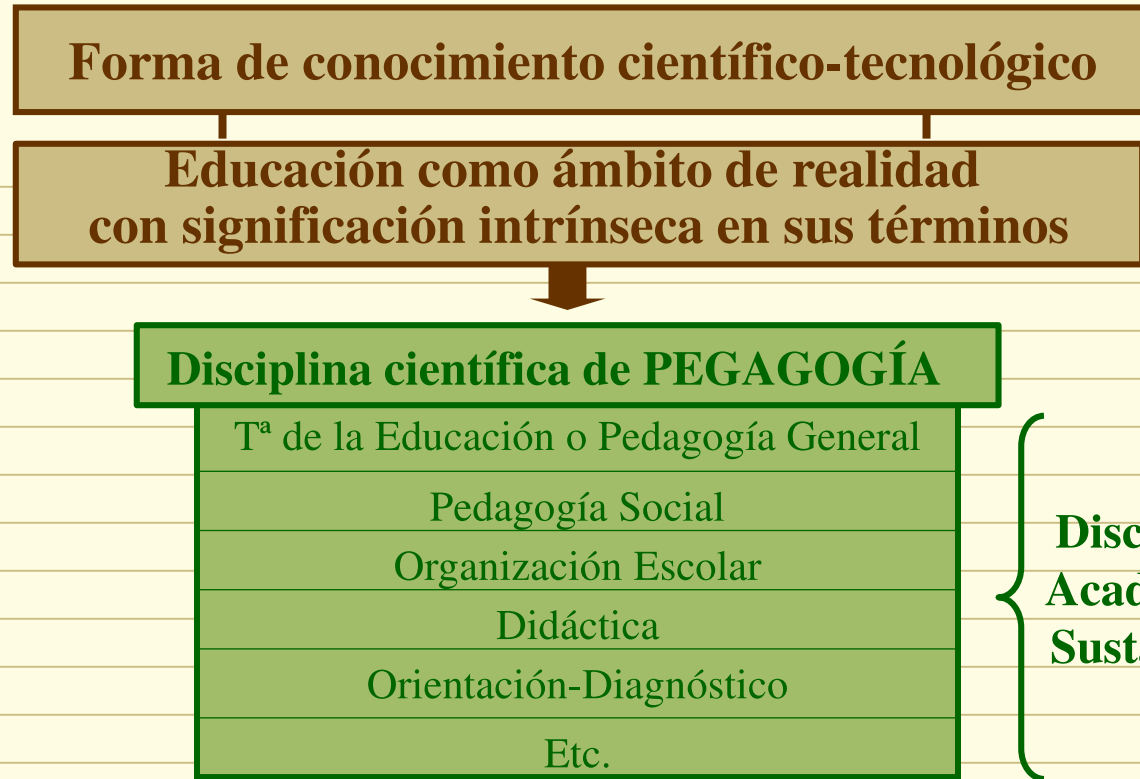 Forma de conocimiento científico-tecnológico
Educación como ámbito de realidad
con significación intrínseca en sus términos
Disciplina científica de PEGAGOGÍA
Tª de la Educación o Pedagogía General
Pedagogía Social
Organización Escolar
Didáctica
Orientación-Diagnóstico
Etc.